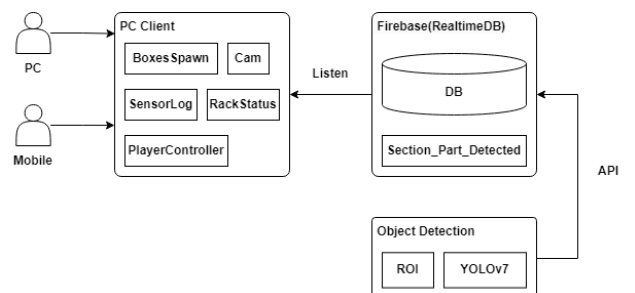 PC
Mobile
PC Client
BoxesSpawn
Cam
SensorLog
RackStatus
PlayerController
Listen
Firebase(RealtimeDB)
DB
Section_Part_Detected
API
Object Detection
ROI
YOLOv7